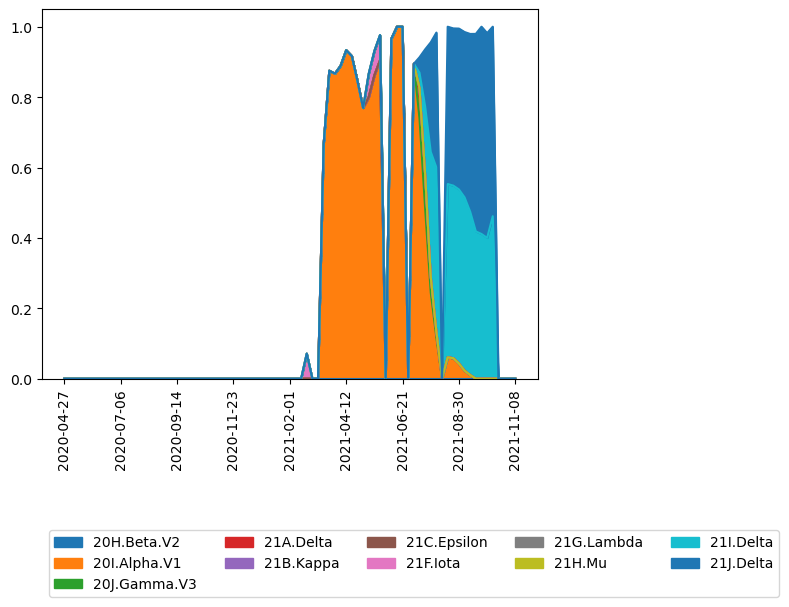 1.0
0.8
0.6
0.4
0.2
0.0
2020-04-27 2020-07-06 2020-09-14 2020-11-23 2021-02-01 2021-04-12 2021-06-21 2021-08-30 2021-11-08
20H.Beta.V2 21A.Delta 21C.Epsilon 21G.Lambda 21I.Delta
20I.Alpha.V1 21B.Kappa 21F.Iota 21H.Mu 21J.Delta
20J.Gamma.V3